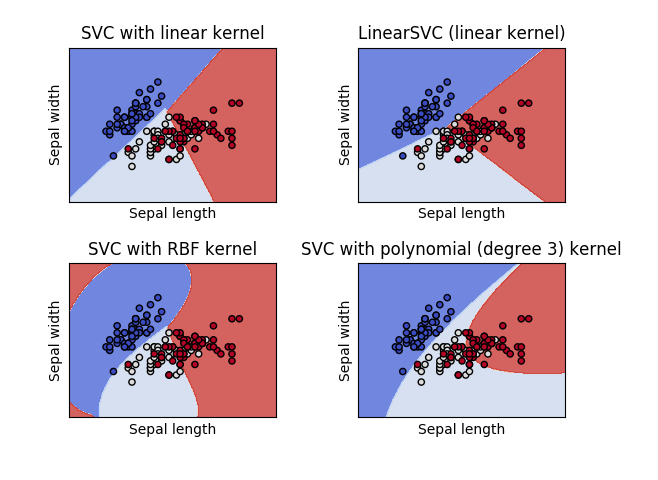 SVC with linear kernel
LinearSVC (linear kernel)
Sepal width
Sepal width
Sepal length
Sepal length
SVC with RBF kernel
SVC with polynomial (degree 3) kernel
Sepal width
Sepal width
Sepal length
Sepal length